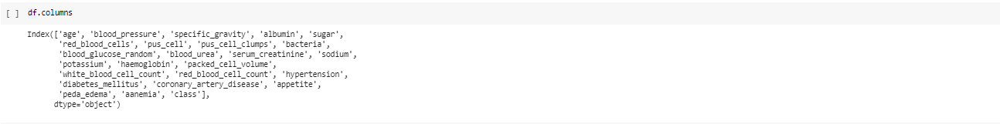 [ ] df.columns
Index(['age', 'blood_pressure', 'specific_gravity', 'albumin', 'sugar',
'red_blood_cells', 'pus_cell', 'pus_cell_clumps', 'bacteria',
'blood_glucose_random', 'blood_urea', 'serum_creatinine', 'sodium',
'potassium', 'haemoglobin', 'packed_cell_volume',
'white_blood_cell_count', 'red_blood_cell_count', 'hypertension',
'diabetes_mellitus', 'coronary_artery_disease', 'appetite',
'peda_edema', 'aanemia', 'class'],
dtype='object')